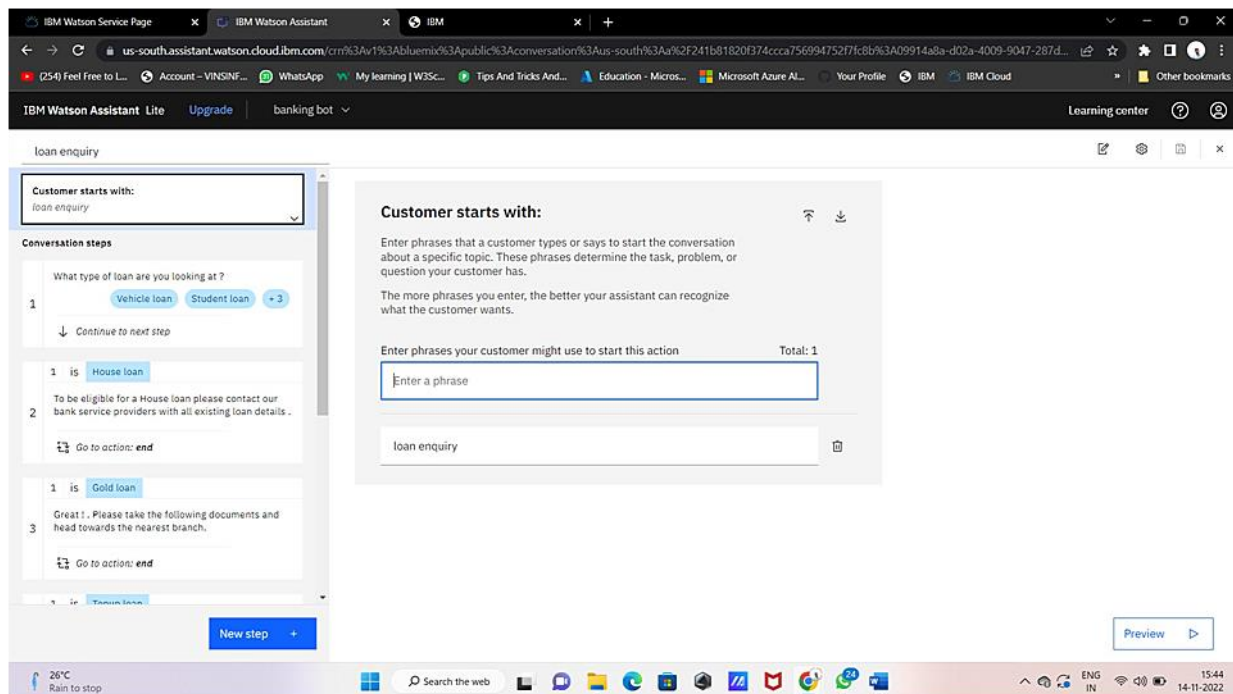 IBM Watson Service Page
IBM Watson Assistant
IBM
us-south.assistant.watson.cloud.ibm.com/crn%3Av1%3Abluemix%3Apublic%3Aconversation%3Aus-south%3Aa%2F241b81820f374ccca756994752f7fc8b%3A09914a8a-d02a-4009-9047-287d...
(254) Feel Free to L...
Account – VINSINF...
WhatsApp
My learning | W3Sc...
Tips And Tricks And...
Education - Micros...
Microsoft Azure AI...
Your Profile
IBM
IBM Cloud
»
Other bookmarks
IBM Watson Assistant Lite
Upgrade
banking bot
Learning center
loan enquiry
Customer starts with:
loan enquiry
Conversation steps
1
What type of loan are you looking at ?
Vehicle loan Student loan + 3
Continue to next step
1 is House loan
2
To be eligible for a House loan please contact our
bank service providers with all existing loan details .
Go to action: end
1 is Gold loan
3
Great ! . Please take the following documents and
head towards the nearest branch.
Go to action: end
1 is Topup loan
New step +
Customer starts with:
Enter phrases that a customer types or says to start the conversation
about a specific topic. These phrases determine the task, problem, or
question your customer has.
The more phrases you enter, the better your assistant can recognize
what the customer wants.
Enter phrases your customer might use to start this action
Total: 1
Enter a phrase
loan enquiry
Preview
26°C
Rain to stop
Search the web
24
ENG
IN
15:44
14-11-2022